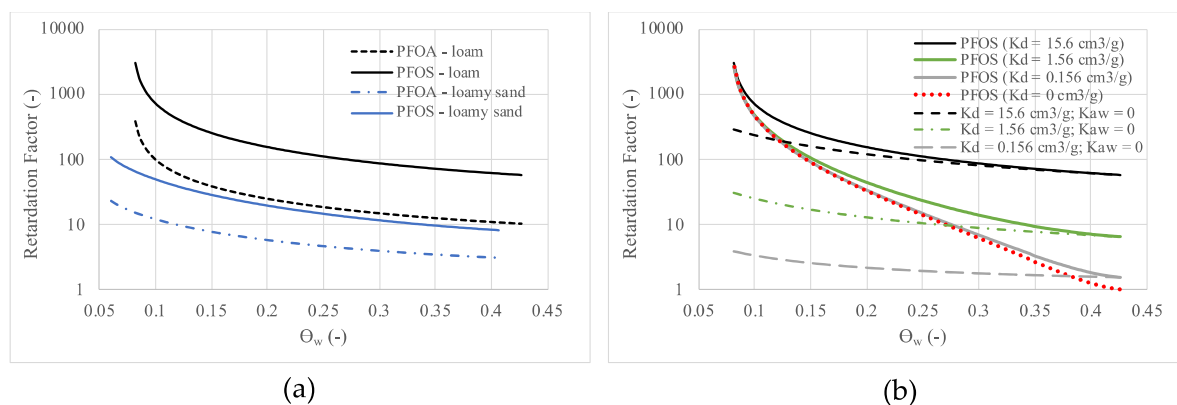 10000
1000
100
10
1
Retardation Factor (-)
0.05 0.1 0.15 0.2 0.25 0.3 0.35 0.4 0.45
ϴw (-)
PFOA - loam
PFOS - loam
PFOA - loamy sand
PFOS - loamy sand
(a)
10000
1000
100
10
1
Retardation Factor (-)
0.05 0.1 0.15 0.2 0.25 0.3 0.35 0.4 0.45
ϴw (-)
PFOS (Kd = 15.6 cm3/g)
PFOS (Kd = 1.56 cm3/g)
PFOS (Kd = 0.156 cm3/g)
PFOS (Kd = 0 cm3/g)
Kd = 15.6 cm3/g; Kaw = 0
Kd = 1.56 cm3/g; Kaw = 0
Kd = 0.156 cm3/g; Kaw = 0
(b)